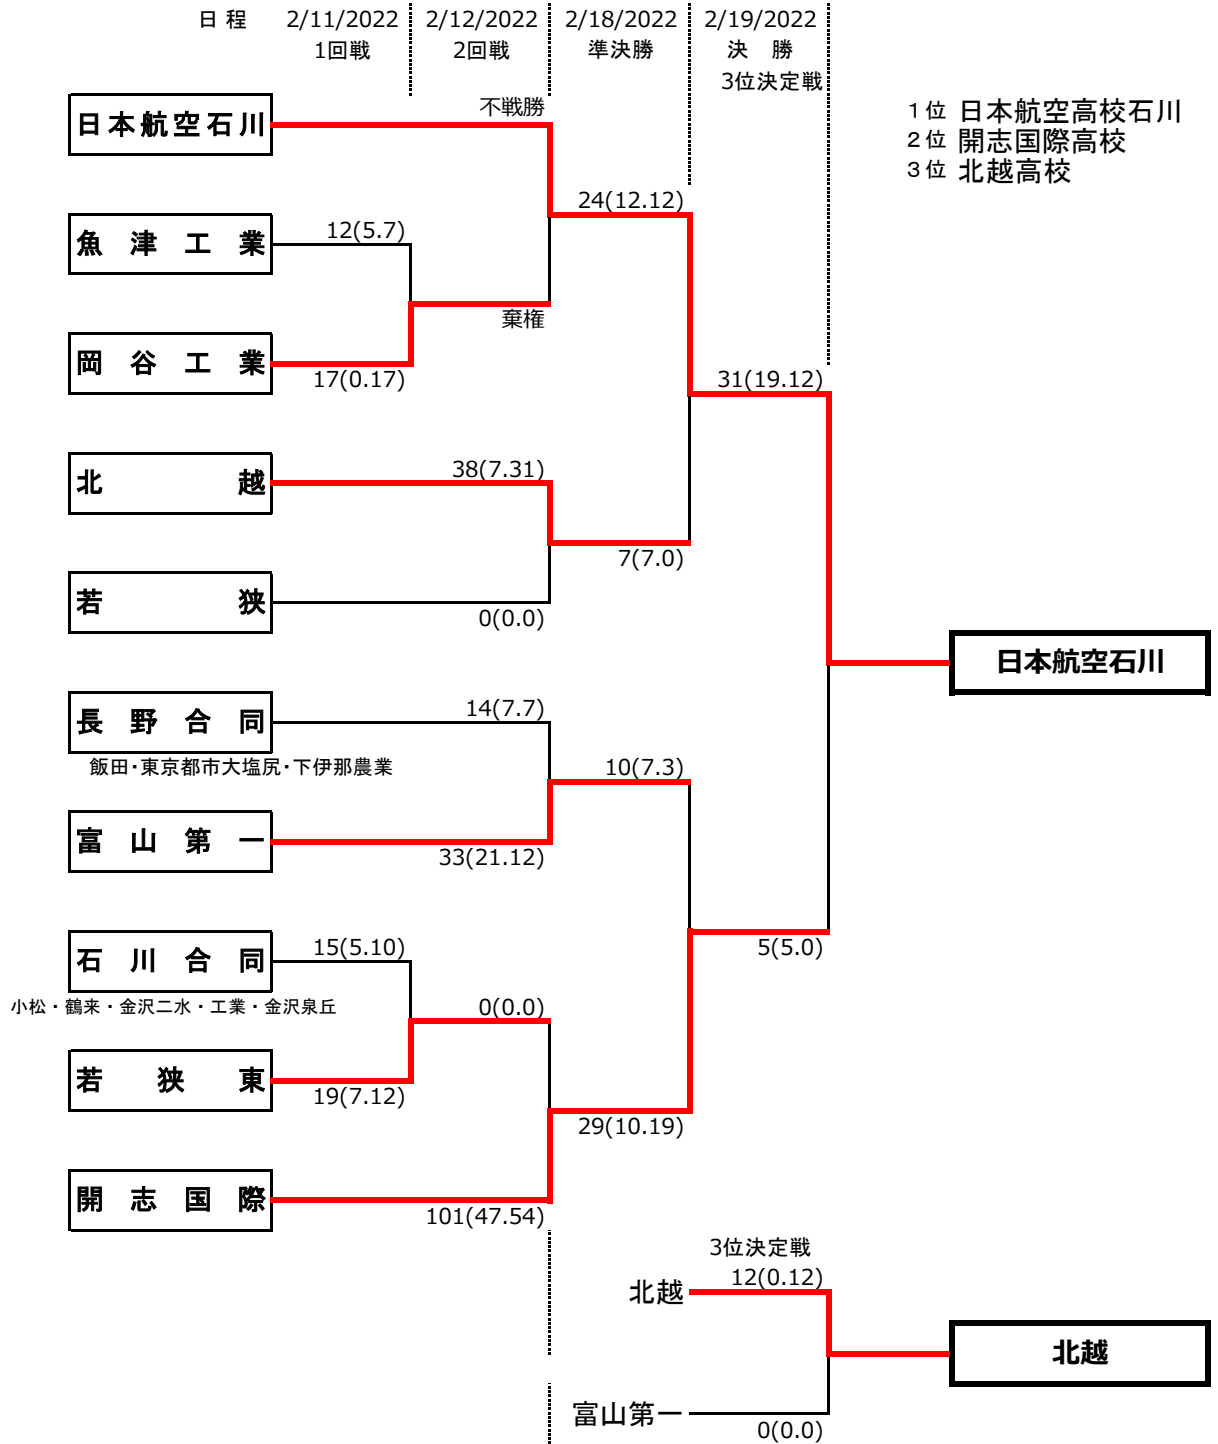 日 程 2/11/2022 2/12/2022 2/18/2022 2/19/2022
1回戦 2回戦 準決勝 決 勝
3位決定戦
不戦勝
日本航空石川
1位 日本航空高校石川
2位 開志国際高校
3位 北越高校
24(12.12)
12(5.7)
魚 津 工 業
棄権
岡 谷 工 業
17(0.17)
31(19.12)
38(7.31)
北 越
7(7.0)
若 狭
0(0.0)
日本航空石川
14(7.7)
長 野 合 同
飯田・東京都市大塩尻・下伊那農業
10(7.3)
富 山 第 一
33(21.12)
15(5.10)
5(5.0)
石 川 合 同
小松・鶴来・金沢二水・工業・金沢泉丘
0(0.0)
若 狭 東
19(7.12)
29(10.19)
開 志 国 際
101(47.54)
3位決定戦
12(0.12)
北越
北越
富山第一
0(0.0)